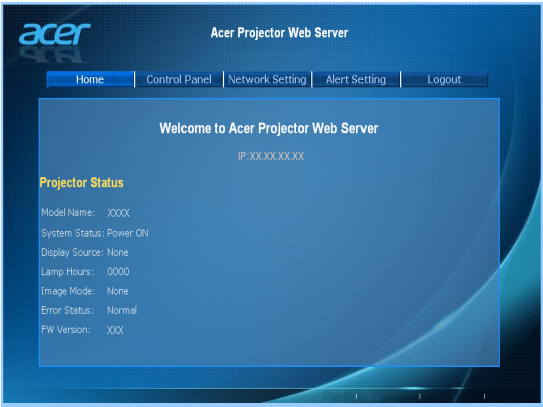 acer
Acer Projector Web Server
Home Control Panel Network Setting Alert Setting Logout
Welcome to Acer Projector Web Server
IP:XX.XX.XX.XX
Projector Status
Model Name: XXXX
System Status: Power ON
Display Source: None
Lamp Hours: 0000
Image Mode: None
Error Status: Normal
FW Version: XXX